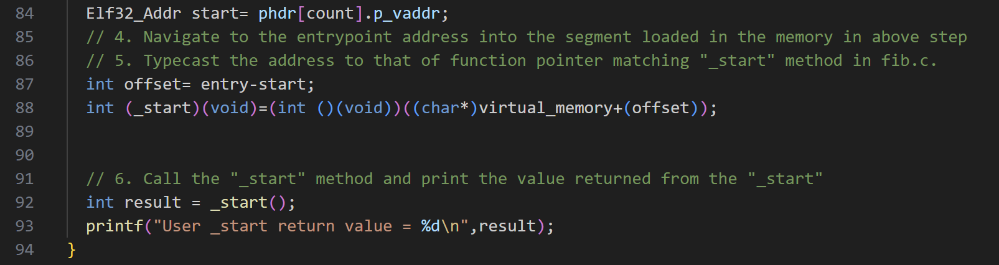 84 Elf32_Addr start= phdr[count].p_vaddr;
85 // 4. Navigate to the entrypoint address into the segment loaded in the memory in above step
86 // 5. Typecast the address to that of function pointer matching "_start" method in fib.c.
87 int offset= entry-start;
88 int (_start)(void)=(int ()(void))((char*)virtual_memory+(offset));
89
90
91 // 6. Call the "_start" method and print the value returned from the "_start"
92 int result = _start();
93 printf("User _start return value = %d\n",result);
94 }